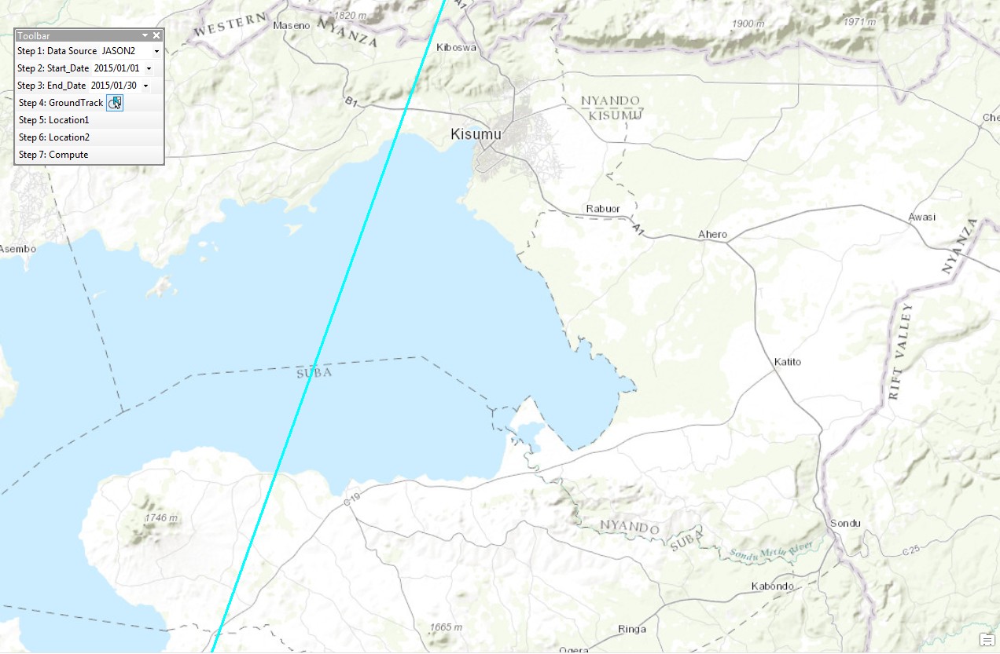 Toolbar
Step 1: Data Source JASON2
Step 2: Start_Date 2015/01/01
Step 3: End_Date 2015/01/30
Step 4: GroundTrack
Step 5: Location1
Step 6: Location2
Step 7: Compute
WESTERN
Maseno
1820 m
NYANZA
A1
Kiboswa
1900 m
1971 m
B1
NYANDO
KISUMU
Kisumu
Che
Rabuor
A1
Ahero
Awasi
NYANZA
Asembo
RIFT VALLEY
Katito
SUBA
C19
1746 m
NYANDO
SUBA
Sondu
Sondu Miriu River
C25
Kabondo
1665 m
Ringa